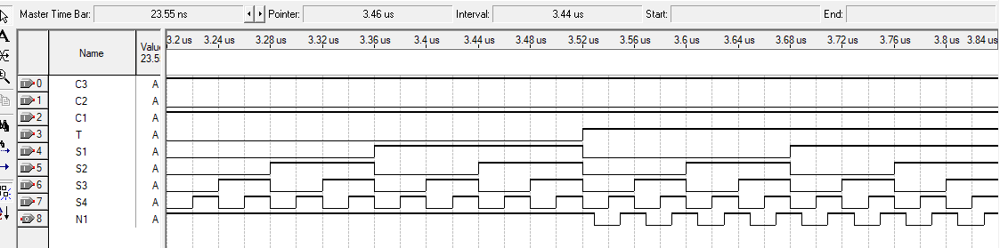 Master Time Bar: 23.55 ns Pointer: 3.46 us Interval: 3.44 us Start: End:
Name Value 23.5
3.2 us 3.24 us 3.28 us 3.32 us 3.36 us 3.4 us 3.44 us 3.48 us 3.52 us 3.56 us 3.6 us 3.64 us 3.68 us 3.72 us 3.76 us 3.8 us 3.84 us
0 C3 A
1 C2 A
2 C1 A
3 T A
4 S1 A
5 S2 A
6 S3 A
7 S4 A
8 N1 A